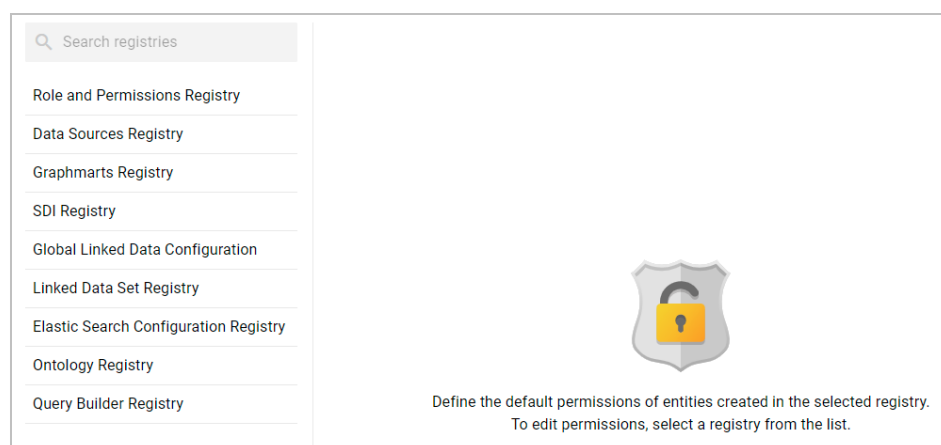 Search registries
Role and Permissions Registry
Data Sources Registry
Graphmarts Registry
SDI Registry
Global Linked Data Configuration
Linked Data Set Registry
Elastic Search Configuration Registry
Ontology Registry
Query Builder Registry
Define the default permissions of entities created in the selected registry.
To edit permissions, select a registry from the list.